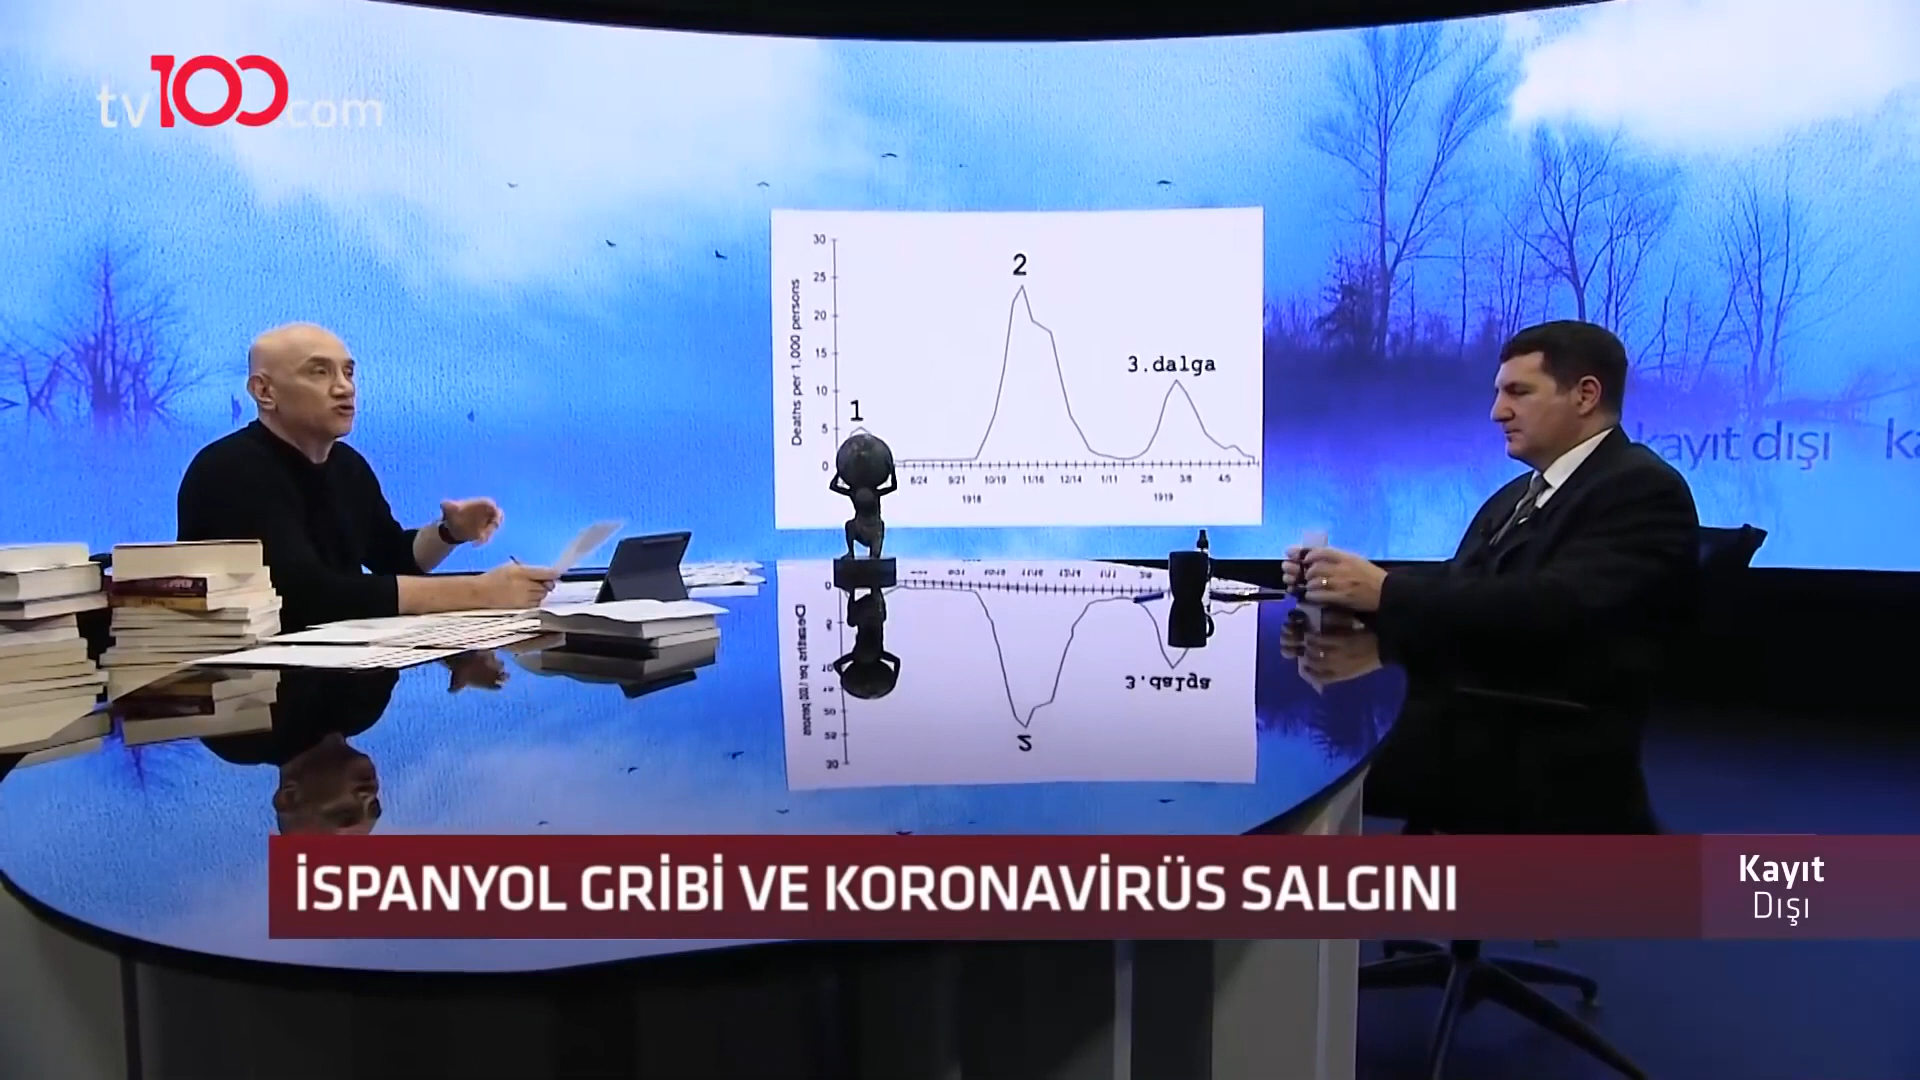 tv100.com
30
2
25
Deaths per 1,000 persons
20
15
3.dalga
10
1
5
0
8/24 9/21 10/19 11/16 12/14 1/11 2/8 3/8 4/5
1918 1919
kayıt dışı ka
İSPANYOL GRİBİ VE KORONAVİRÜS SALGINI
Kayıt
Dışı